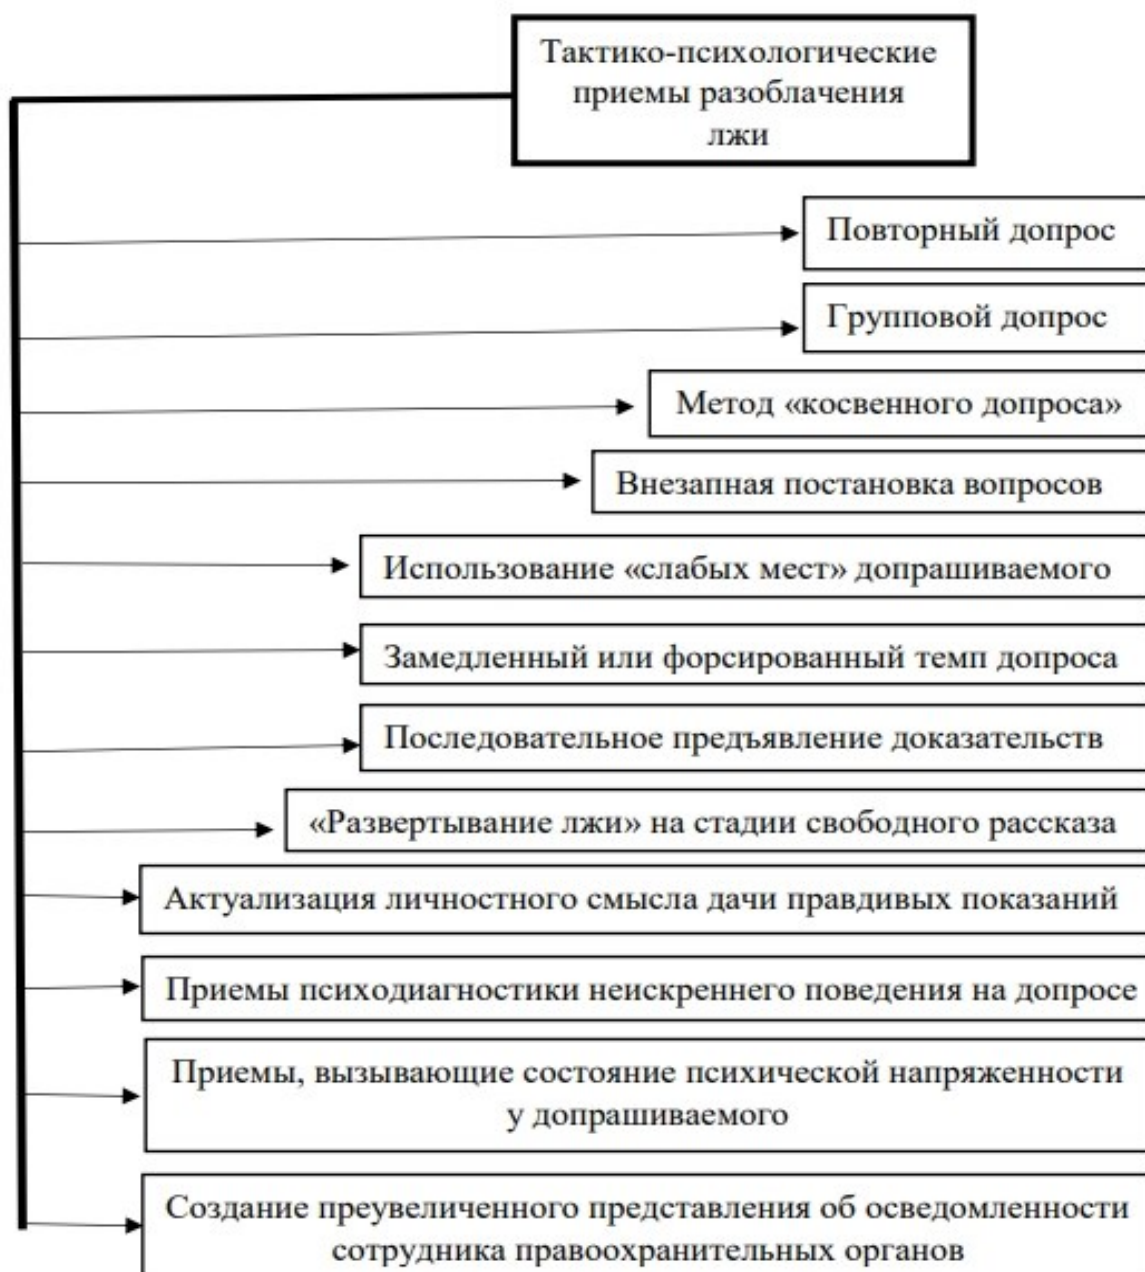 Тактико-психологические
приемы разоблачения
лжи
Повторный допрос
Групповой допрос
Метод «косвенного допроса»
Внезапная постановка вопросов
Использование «слабых мест» допрашиваемого
Замедленный или форсированный темп допроса
Последовательное предъявление доказательств
«Развертывание лжи» на стадии свободного рассказа
Актуализация личностного смысла дачи правдивых показаний
Приемы психодиагностики неискреннего поведения на допросе
Приемы, вызывающие состояние психической напряженности
у допрашиваемого
Создание преувеличенного представления об осведомленности
сотрудника правоохранительных органов